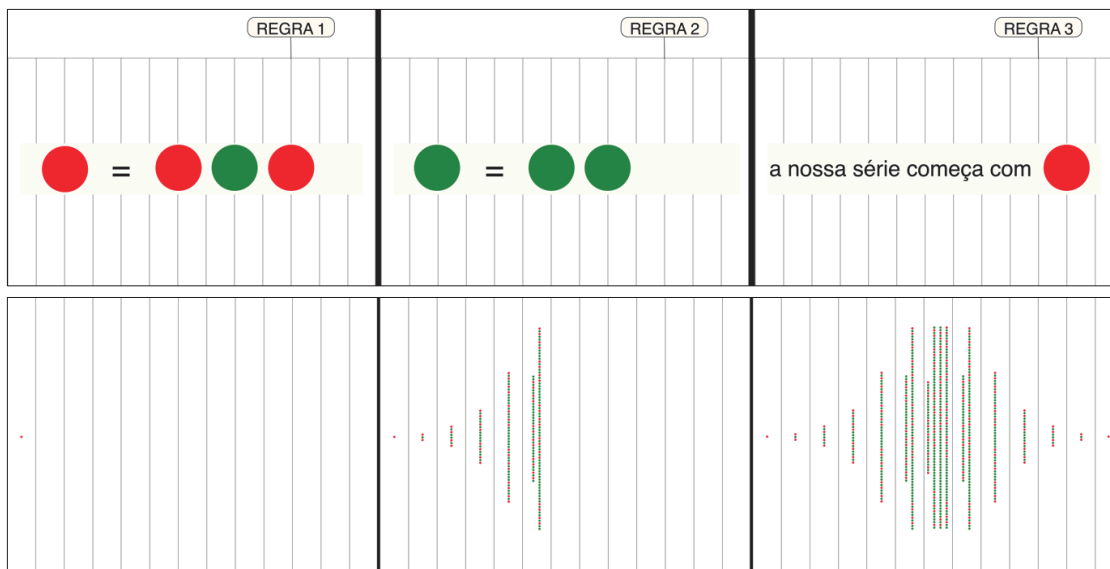 REGRA 1
REGRA 2
REGRA 3
=
=
a nossa série começa com